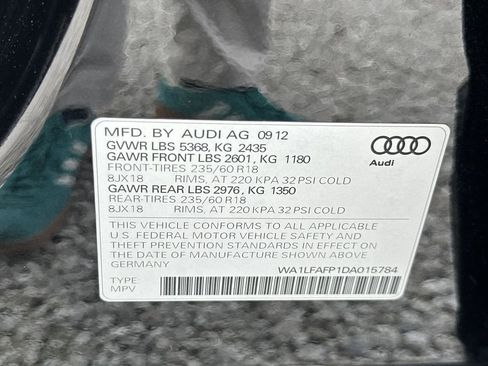 MFD. BY AUDI AG 09 12
GVWR LBS 5368, KG 2435
GAWR FRONT LBS 2601, KG 1180
FRONT-TIRES 235/60 R18
8JX18 RIMS, AT 220 KPA 32 PSI COLD
GAWR REAR LBS 2976, KG 1350
REAR-TIRES 235/60 R18
8JX18 RIMS, AT 220 KPA 32 PSI COLD
Audi
THIS VEHICLE CONFORMS TO ALL APPLICABLE
U.S. FEDERAL MOTOR VEHICLE SAFETY AND
THEFT PREVENTION STANDARDS IN EFFECT ON THE
DATE OF MANUFACTURE SHOWN ABOVE.
GERMANY
WA1LFAFP1DA015784
TYPE:
MPV